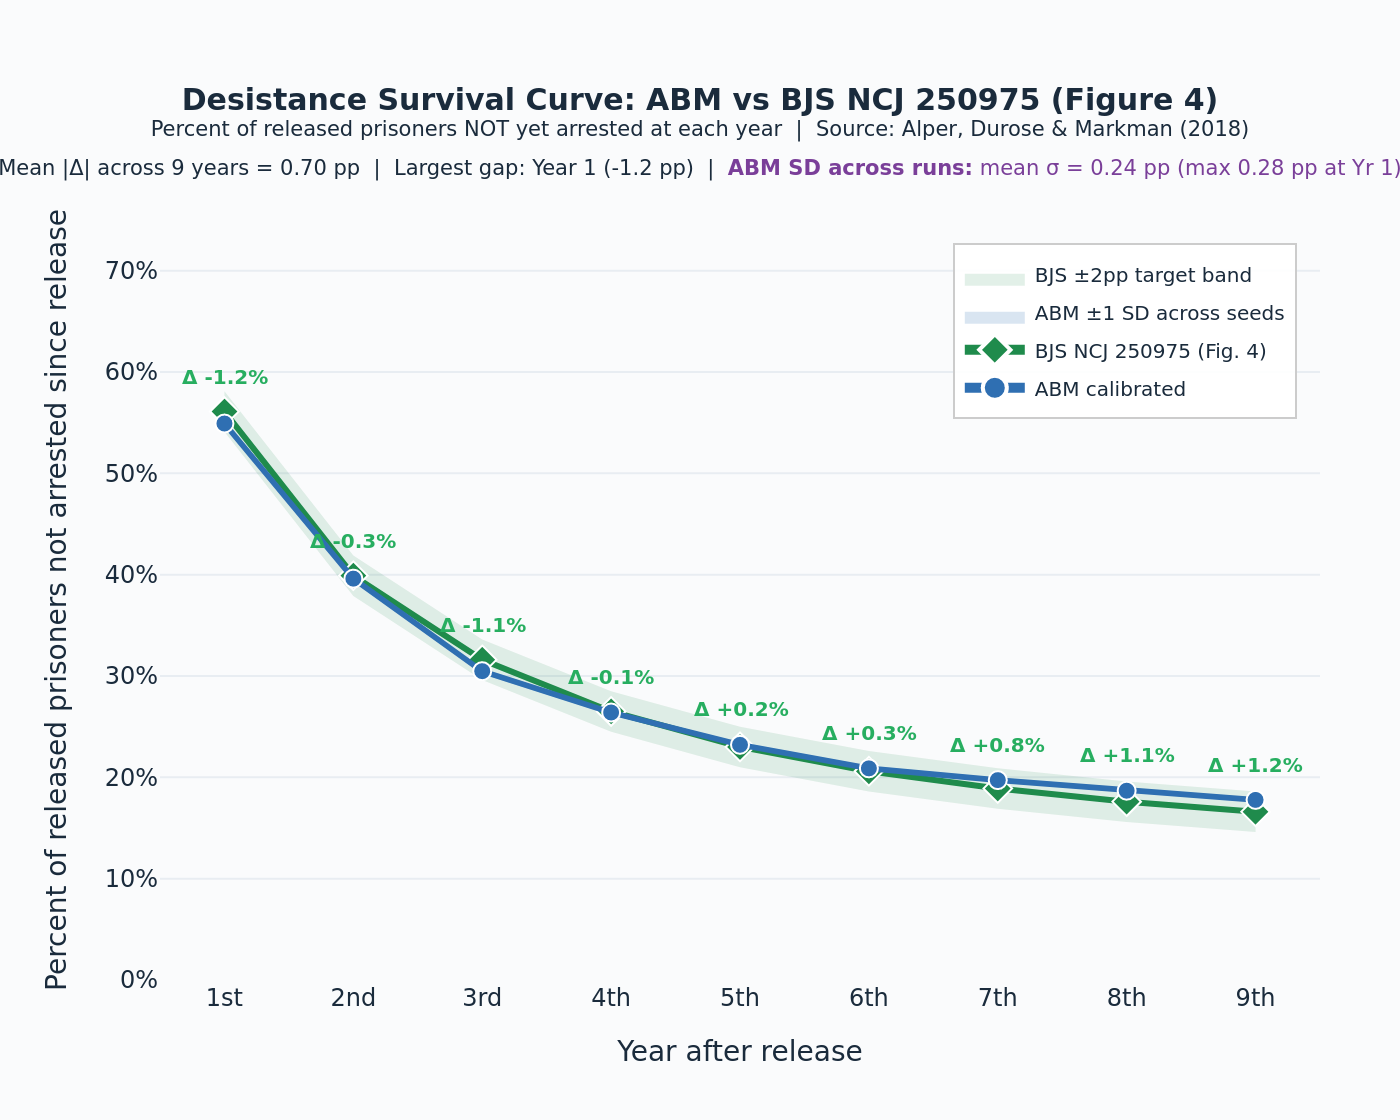 Desistance Survival Curve: ABM vs BJS NCJ 250975 (Figure 4)
Percent of released prisoners NOT yet arrested at each year | Source: Alper, Durose & Markman (2018)
Mean |Δ| across 9 years = 0.70 pp | Largest gap: Year 1 (-1.2 pp) | ABM SD across runs: mean σ = 0.24 pp (max 0.28 pp at Yr 1)
Percent of released prisoners not arrested since release
70%
60%
50%
40%
30%
20%
10%
0%
BJS ±2pp target band
ABM ±1 SD across seeds
BJS NCJ 250975 (Fig. 4)
ABM calibrated
Δ -1.2%
Δ -0.3%
Δ -1.1%
Δ -0.1%
Δ +0.2%
Δ +0.3%
Δ +0.8%
Δ +1.1%
Δ +1.2%
1st 2nd 3rd 4th 5th 6th 7th 8th 9th
Year after release